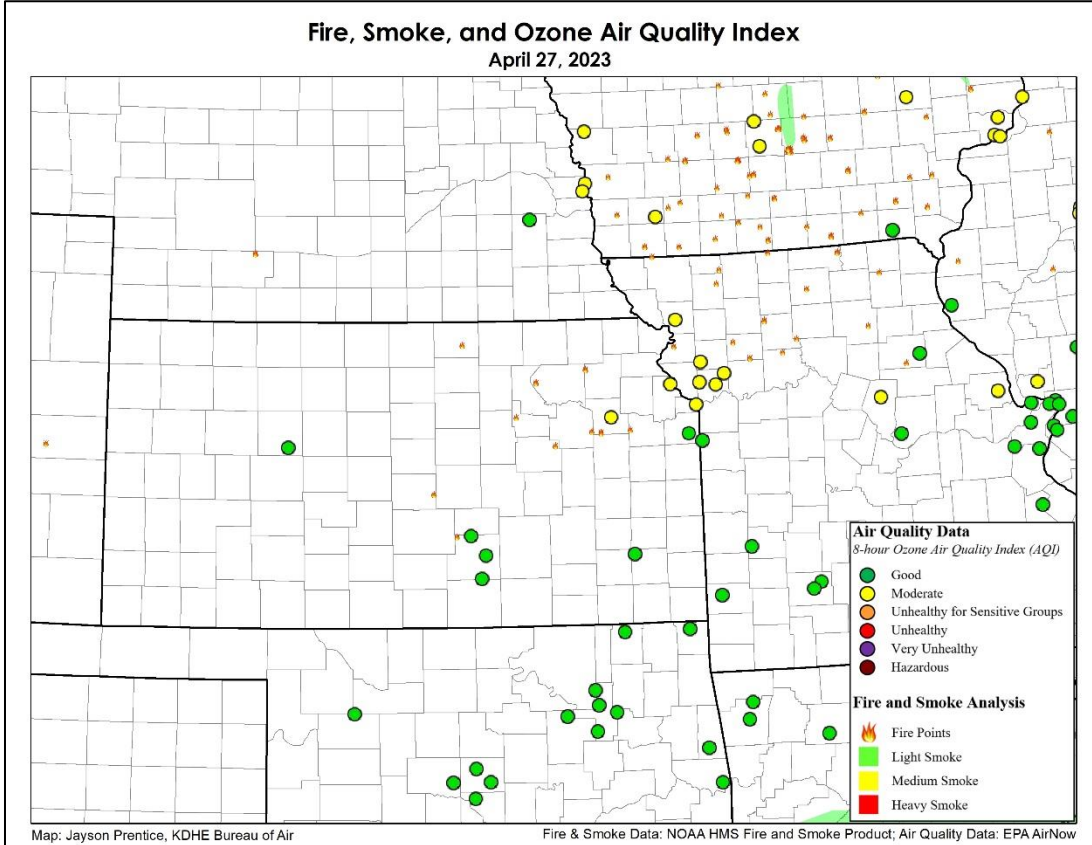 Fire, Smoke, and Ozone Air Quality Index
April 27, 2023
Air Quality Data
8-hour Ozone Air Quality Index (AQI)
Good
Moderate
Unhealthy for Sensitive Groups
Unhealthy
Very Unhealthy
Hazardous
Fire and Smoke Analysis
Fire Points
Light Smoke
Medium Smoke
Heavy Smoke
Map: Jayson Prentice, KDHE Bureau of Air
Fire & Smoke Data: NOAA HMS Fire and Smoke Product; Air Quality Data: EPA AirNow